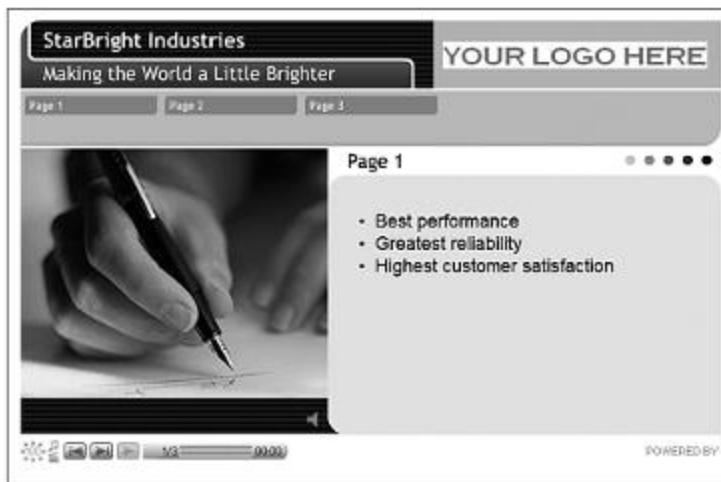 StarBright Industries
YOUR LOGO HERE
Making the World a Little Brighter
Page 1
Page 2
Page 3
Page 1
• Best performance
• Greatest reliability
• Highest customer satisfaction
1/3
00:00
POWERED BY